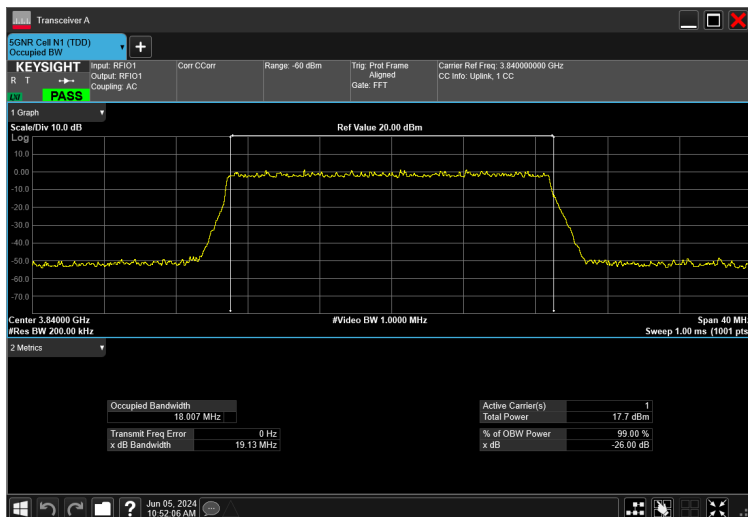 Transceiver A
5GNR Cell N1 (TDD)
Occupied BW
KEYSIGHT
R T
LXI
PASS
Input: RFIO1
Output: RFIO1
Coupling: AC
Corr CCorr
Range: -60 dBm
Trig: Prot Frame
Aligned
Gate: FFT
Carrier Ref Freq: 3.840000000 GHz
CC Info: Uplink, 1 CC
1 Graph
Scale/Div 10.0 dB
Ref Value 20.00 dBm
Log
10.0
0.00
-10.0
-20.0
-30.0
-40.0
-50.0
-60.0
-70.0
Center 3.84000 GHz
#Video BW 1.0000 MHz
Span 40 MHz
#Res BW 200.00 kHz
Sweep 1.00 ms (1001 pts
2 Metrics
Occupied Bandwidth
18.007 MHz
Transmit Freq Error 0 Hz
x dB Bandwidth 19.13 MHz
Active Carrier(s) 1
Total Power 17.7 dBm
% of OBW Power 99.00 %
x dB -26.00 dB
?
Jun 05, 2024
10:52:06 AM